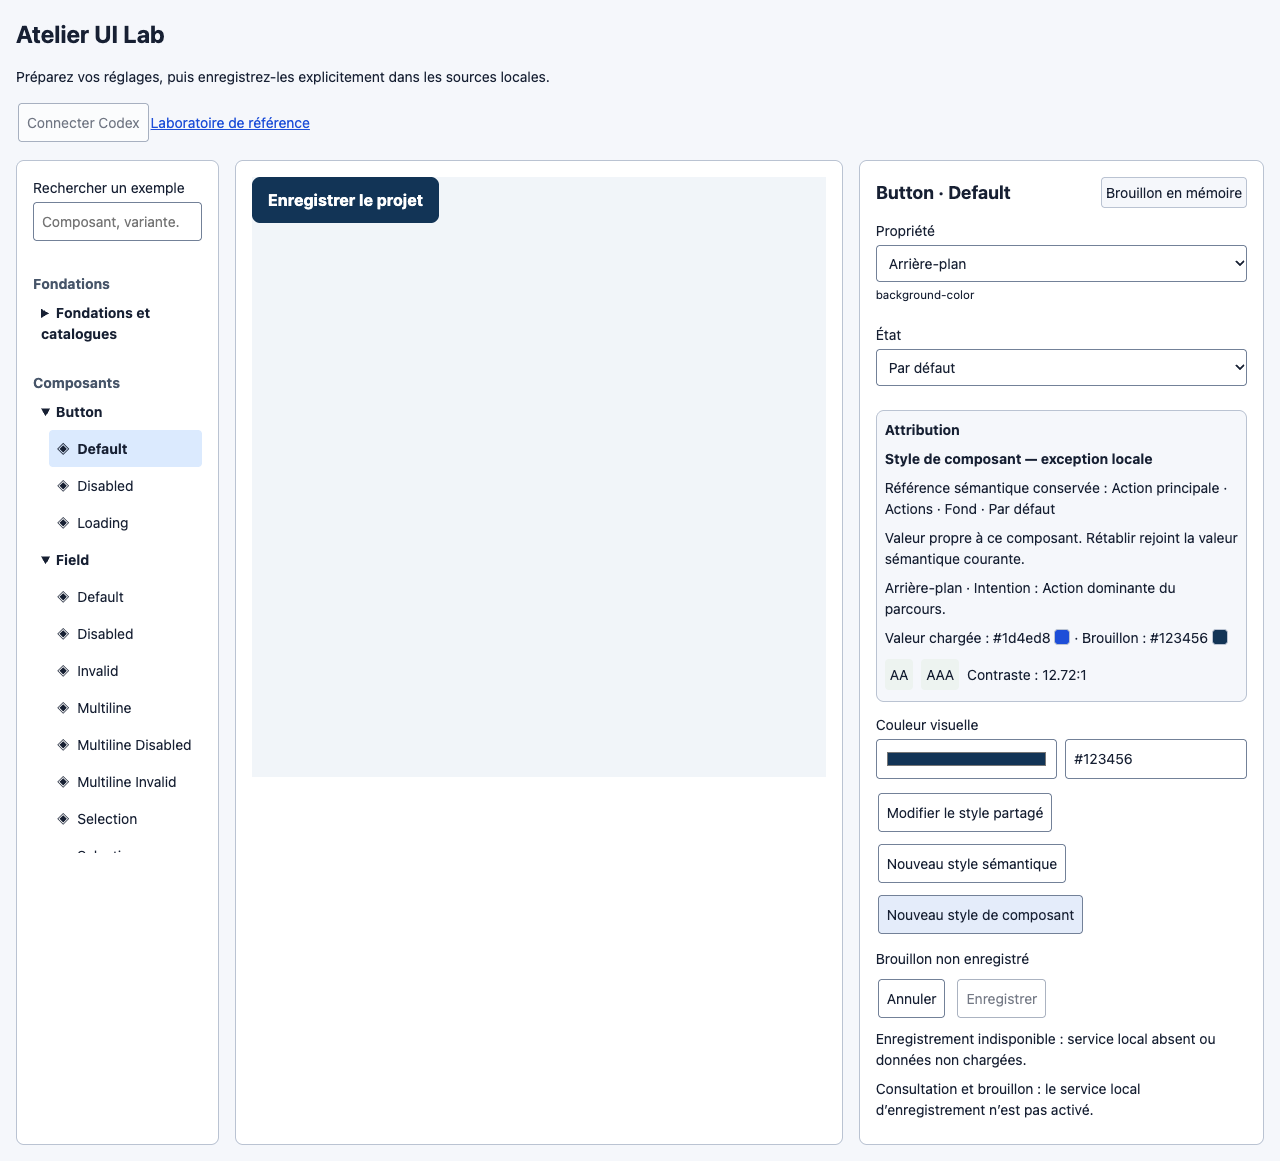 Atelier UI Lab
Préparez vos réglages, puis enregistrez-les explicitement dans les sources locales.
Connecter Codex Laboratoire de référence
Rechercher un exemple
Composant, variante.
Fondations
Fondations et
catalogues
Composants
Button
Default
Disabled
Loading
Field
Default
Disabled
Invalid
Multiline
Multiline Disabled
Multiline Invalid
Selection
Enregistrer le projet
Button · Default
Brouillon en mémoire
Propriété
Arrière-plan
background-color
État
Par défaut
Attribution
Style de composant — exception locale
Référence sémantique conservée : Action principale ·
Actions · Fond · Par défaut
Valeur propre à ce composant. Rétablir rejoint la valeur
sémantique courante.
Arrière-plan · Intention : Action dominante du
parcours.
Valeur chargée : #1d4ed8 · Brouillon : #123456
AA AAA Contraste : 12.72:1
Couleur visuelle
#123456
Modifier le style partagé
Nouveau style sémantique
Nouveau style de composant
Brouillon non enregistré
Annuler Enregistrer
Enregistrement indisponible : service local absent ou
données non chargées.
Consultation et brouillon : le service local
d’enregistrement n’est pas activé.